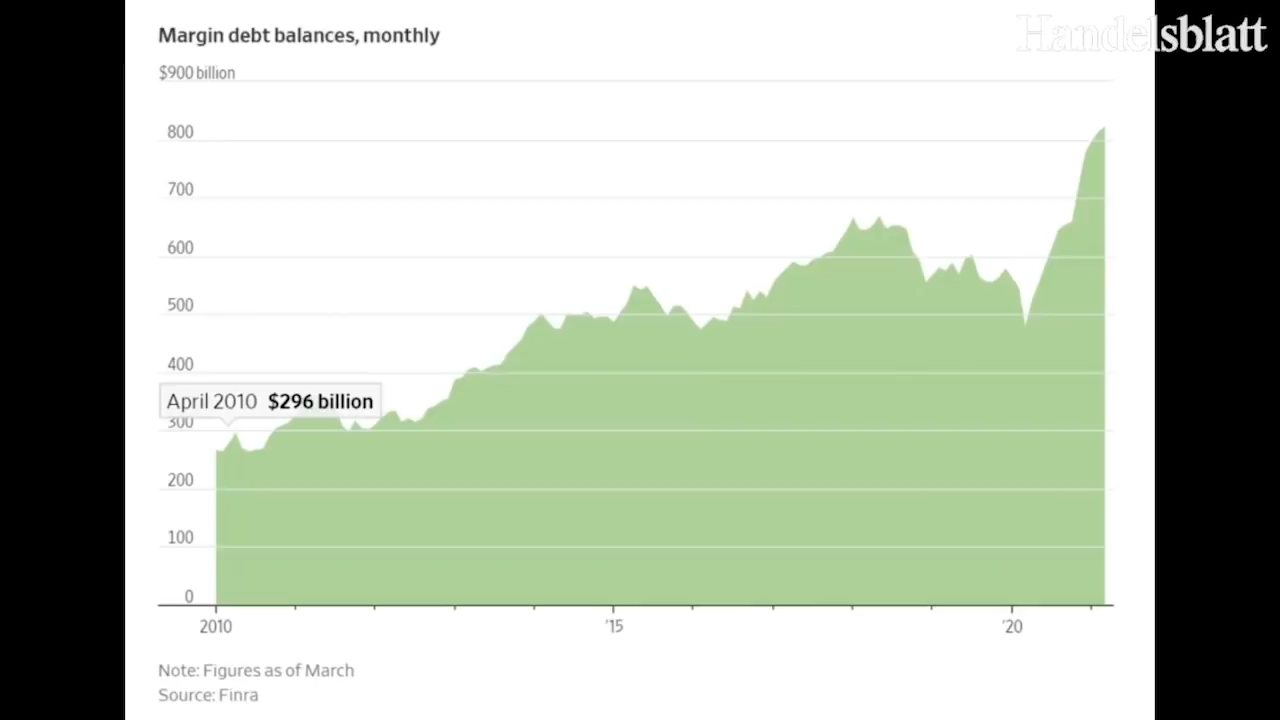 Handelsblatt
Margin debt balances, monthly
$900 billion
800
700
600
500
400
April 2010 $296 billion
300
200
100
0
2010 '15 '20
Note: Figures as of March
Source: Finra